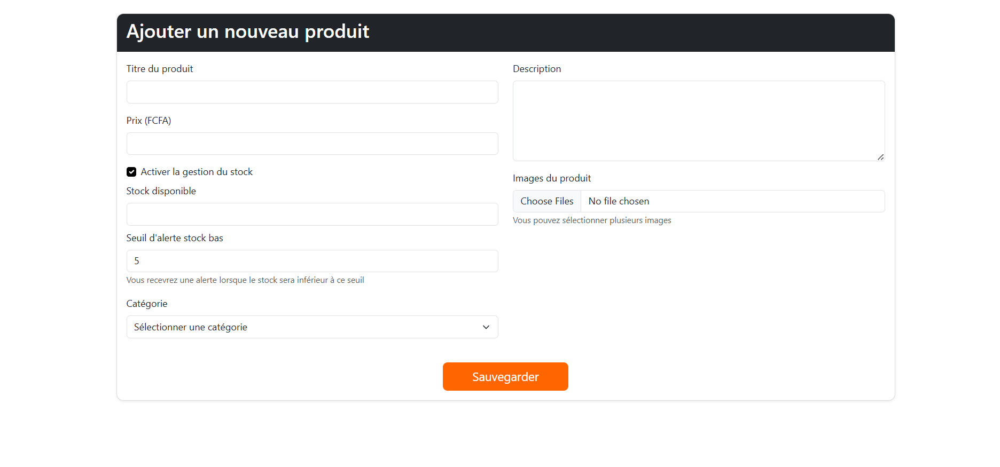 Ajouter un nouveau produit
Titre du produit
Prix (FCFA)
Activer la gestion du stock
Stock disponible
Seuil d'alerte stock bas
5
Vous recevrez une alerte lorsque le stock sera inférieur à ce seuil
Catégorie
Sélectionner une catégorie
Description
Images du produit
Choose Files No file chosen
Vous pouvez sélectionner plusieurs images
Sauvegarder